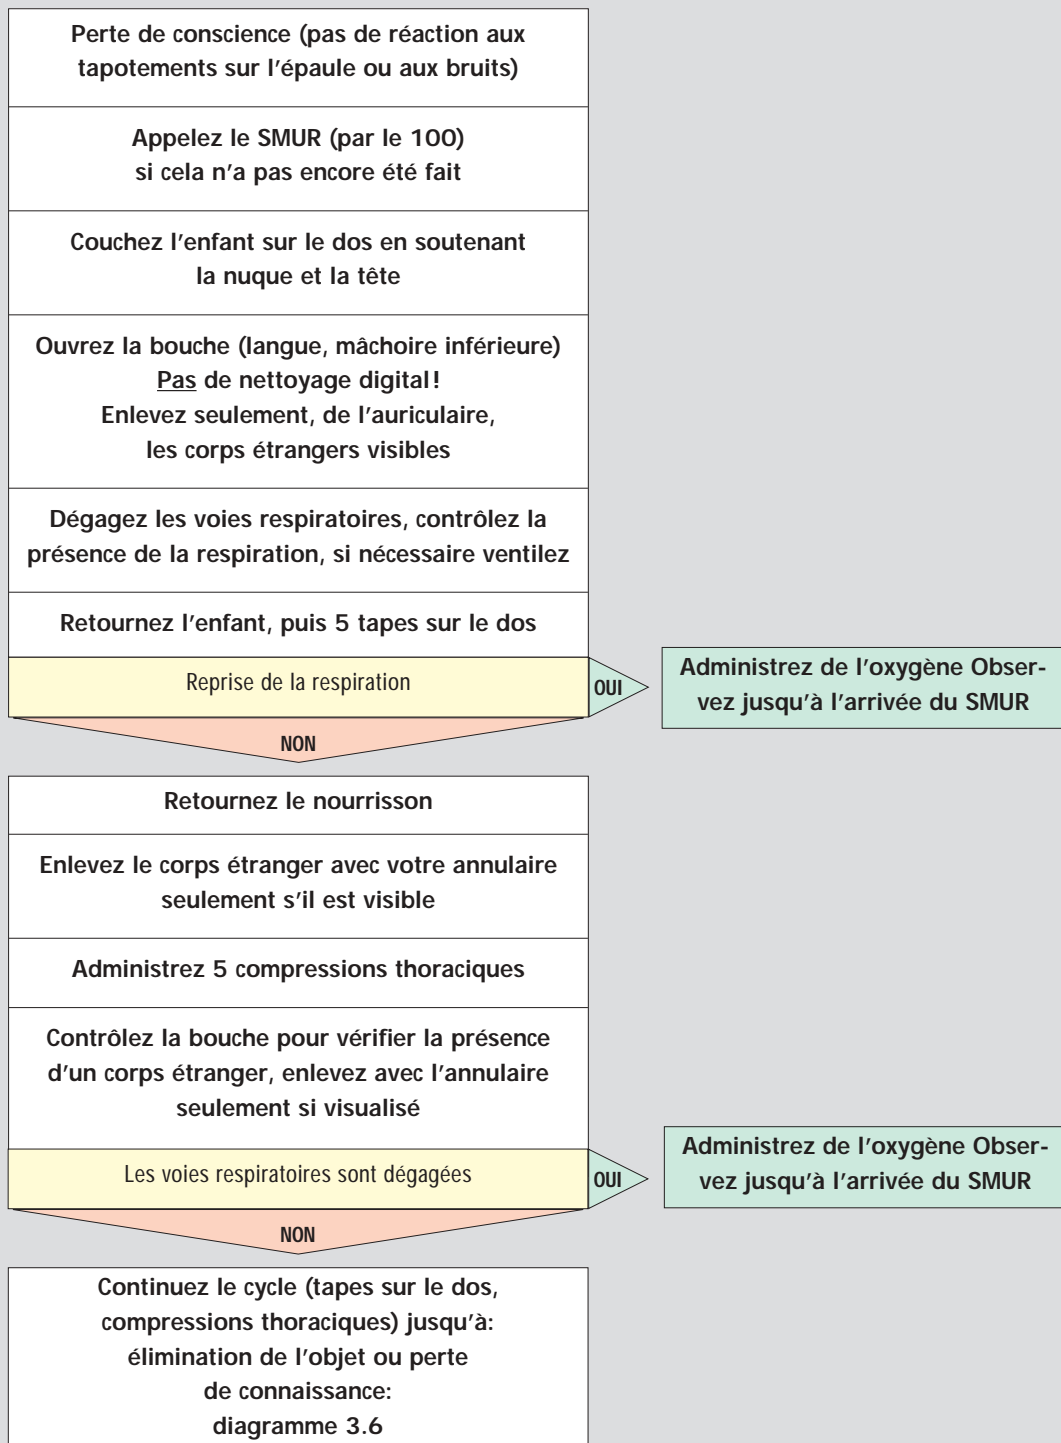 Perte de conscience (pas de réaction aux
tapotements sur l'épaule ou aux bruits)
Appelez le SMUR (par le 100)
si cela n'a pas encore été fait
Couchez l'enfant sur le dos en soutenant
la nuque et la tête
Ouvrez la bouche (langue, mâchoire inférieure)
Pas de nettoyage digital!
Enlevez seulement, de l'auriculaire,
les corps étrangers visibles
Dégagez les voies respiratoires, contrôlez la
présence de la respiration, si nécessaire ventilez
Retournez l'enfant, puis 5 tapes sur le dos
Reprise de la respiration
OUI
Administrez de l'oxygène Obser-
vez jusqu'à l'arrivée du SMUR
NON
Retournez le nourrisson
Enlevez le corps étranger avec votre annulaire
seulement s'il est visible
Administrez 5 compressions thoraciques
Contrôlez la bouche pour vérifier la présence
d'un corps étranger, enlevez avec l'annulaire
seulement si visualisé
Les voies respiratoires sont dégagées
OUI
Administrez de l'oxygène Obser-
vez jusqu'à l'arrivée du SMUR
NON
Continuez le cycle (tapes sur le dos,
compressions thoraciques) jusqu'à:
élimination de l'objet ou perte
de connaissance:
diagramme 3.6